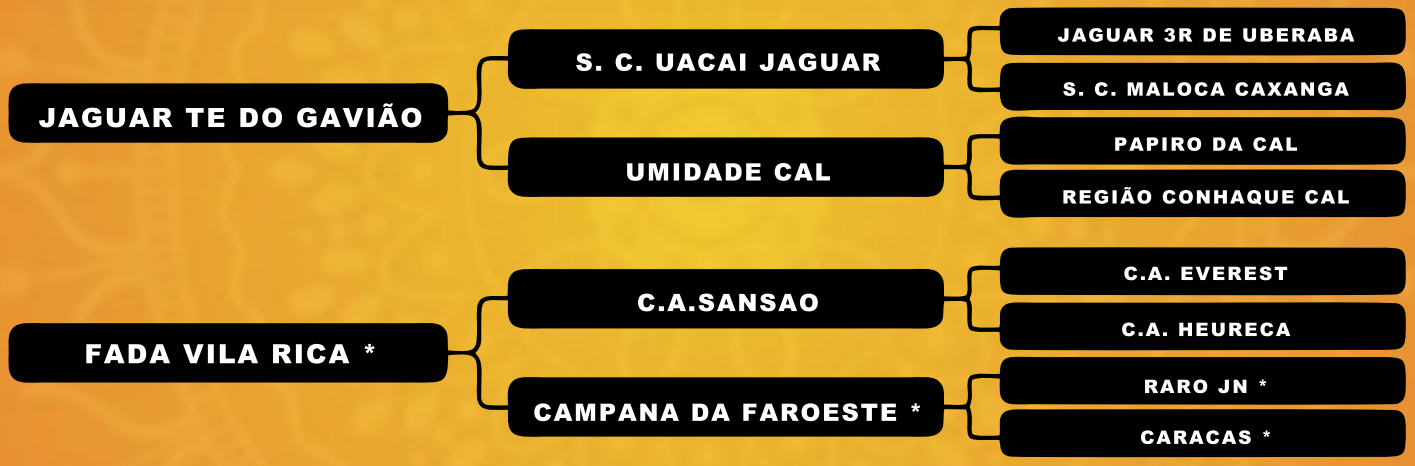 JAGUAR TE DO GAVIÃO
S. C. UACAI JAGUAR
JAGUAR 3R DE UBERABA
S. C. MALOCA CAXANGA
UMIDADE CAL
PAPIRO DA CAL
REGIÃO CONHAQUE CAL
FADA VILA RICA *
C.A.SANSAO
C.A. EVEREST
C.A. HEURECA
CAMPANA DA FAROESTE *
RARO JN *
CARACAS *